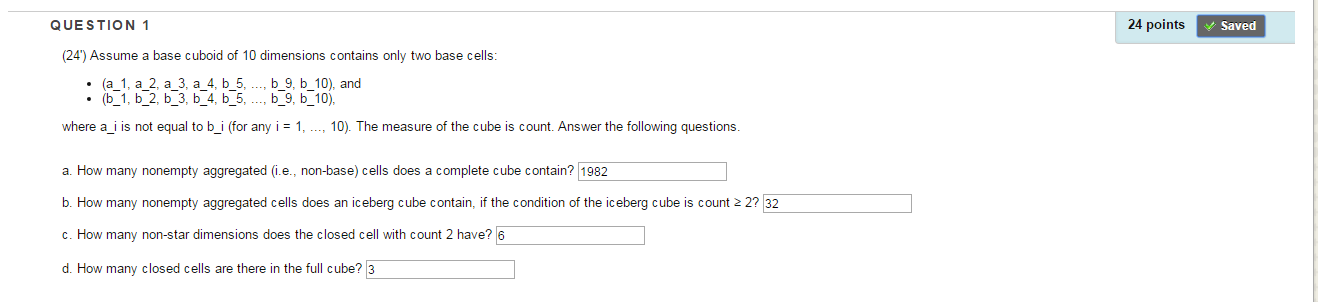 QUESTION 1
24 points
Saved
(24') Assume a base cuboid of 10 dimensions contains only two base cells:
• (a_1, a_2, a_3, a_4, b_5, ..., b_9, b_10), and
• (b_1, b_2, b_3, b_4, b_5, ..., b_9, b_10),
where a_i is not equal to b_i (for any i = 1, ..., 10). The measure of the cube is count. Answer the following questions.
a. How many nonempty aggregated (i.e., non-base) cells does a complete cube contain? 1982
b. How many nonempty aggregated cells does an iceberg cube contain, if the condition of the iceberg cube is count ≥ 2? 32
c. How many non-star dimensions does the closed cell with count 2 have? 6
d. How many closed cells are there in the full cube? 3